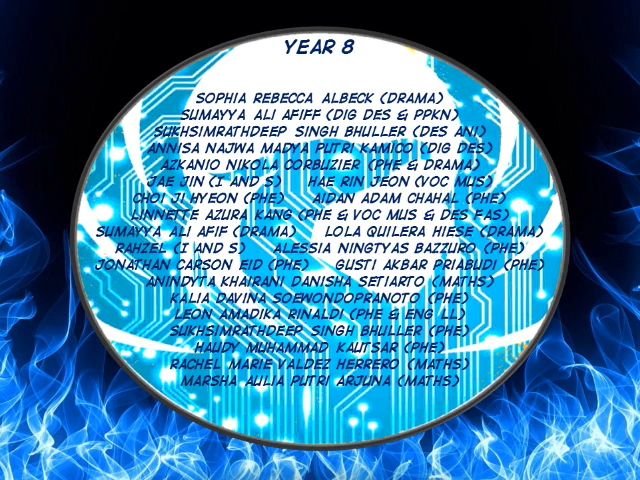 YEAR 8
SOPHIA REBECCA ALBECK (DRAMA)
SUMAYYA ALI AFIFF (DIG DES & PPKN)
SUKHSIMRATHDEEP SINGH BHULLER (DES ANI)
ANNISA NAJWA MADYA PUTRI KAMICO (DIG DES)
AZKANIO NIKOLA CORBUZIER (PHE & DRAMA)
JAE JIN (I AND S) HAE RIN JEON (VOC MUS)
CHOI JI HYEON (PHE) AIDAN ADAM CHAHAL (PHE)
LINNETTE AZURA KANG (PHE & VOC MUS & DES FAS)
SUMAYYA ALI AFIF (DRAMA) LOLA QUILERA HIESE (DRAMA)
RAHZEL (I AND S) ALESSIA NINGTYAS BAZZURO (PHE)
JONATHAN CARSON EID (PHE) GUSTI AKBAR PRIABUDI (PHE)
ANINDYTA KHAIRANI DANISHA SETIARTO (MATHS)
KALIA DAVINA SOEWONDOPRANOTO (PHE)
LEON AMADIKA RINALDI (PHE & ENG LL)
SUKHSIMRATHDEEP SINGH BHULLER (PHE)
HAUDY MUHAMMAD KAUTSAR (PHE)
RACHEL MARIE VALDEZ HERRERO (MATHS)
MARSHA AULIA PUTRI ARJUNA (MATHS)